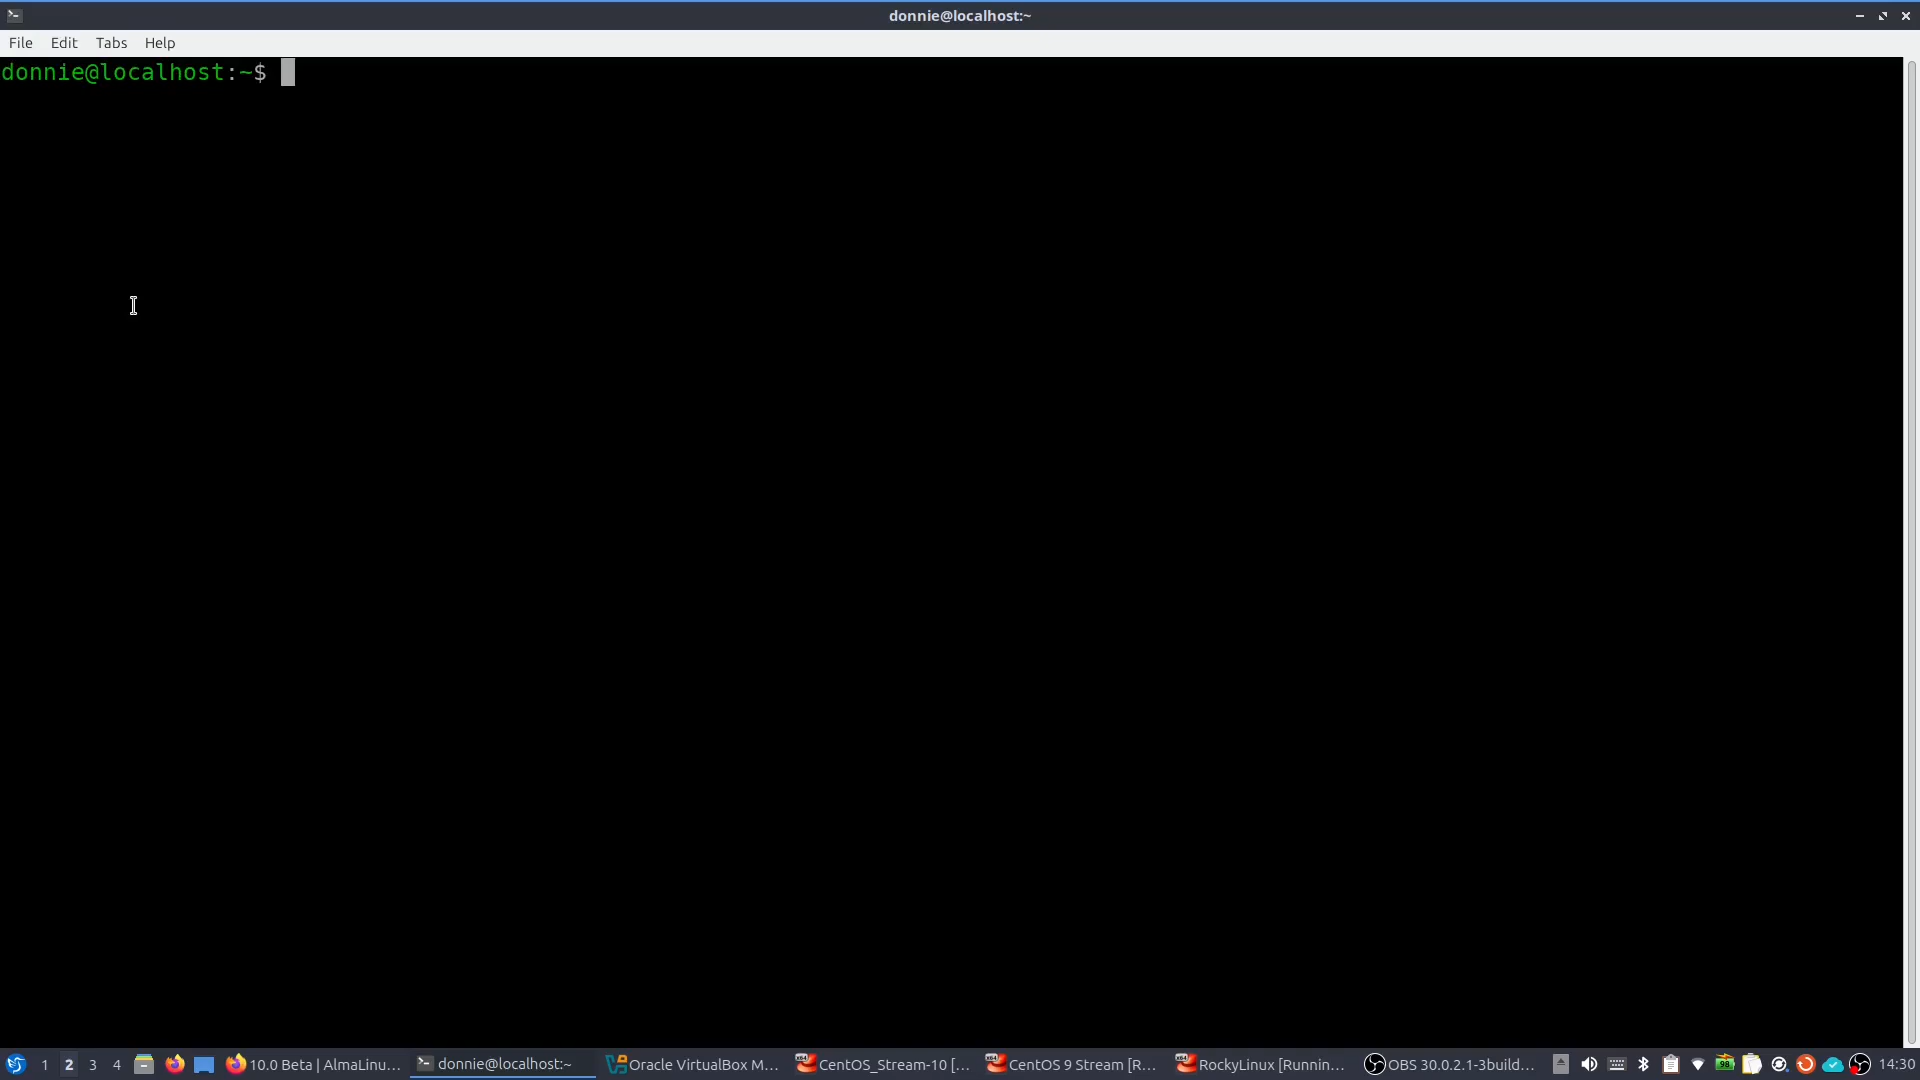 donnie@localhost:~
File Edit Tabs Help
donnie@localhost:~$
1 2 3 4 10.0 Beta | AlmaLinu... donnie@localhost:~ Oracle VirtualBox M... CentOS_Stream-10 [... CentOS 9 Stream [R... RockyLinux [Runnin... OBS 30.0.2.1-3build... 98 14:30